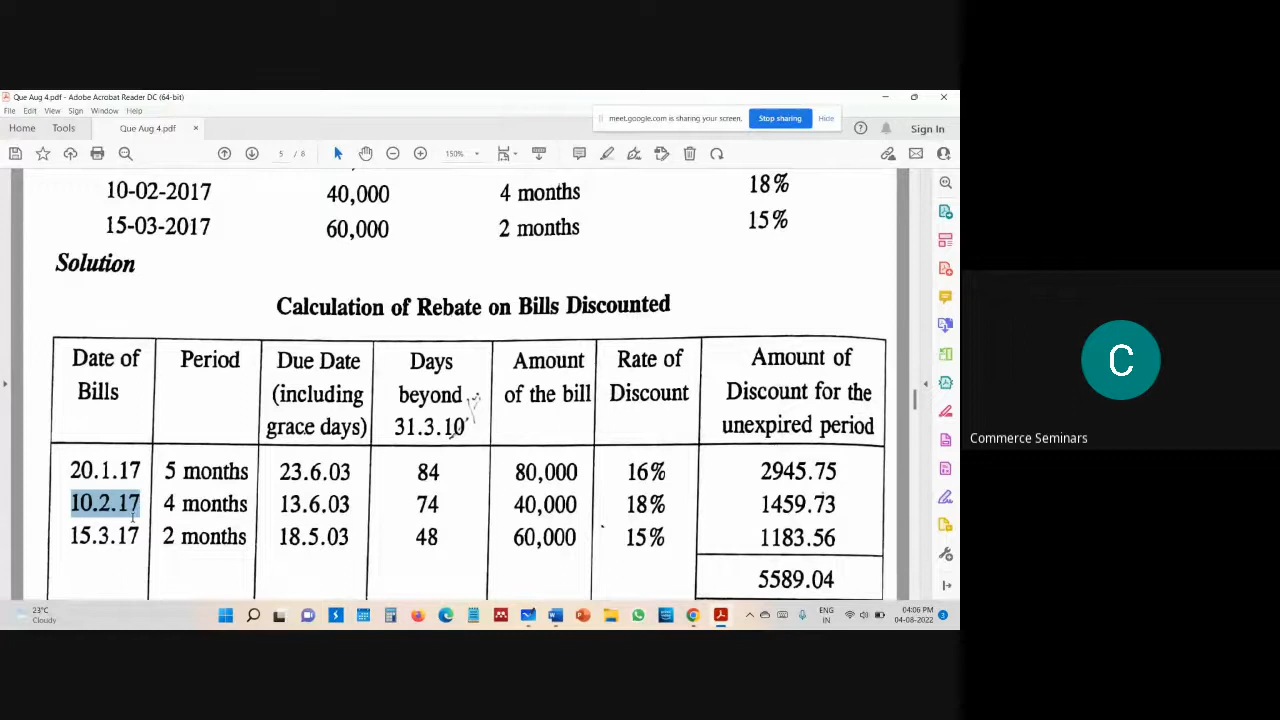 Que Aug 4.pdf - Adobe Acrobat Reader DC (64-bit)
File Edit View Sign Window Help
meet.google.com is sharing your screen. Stop sharing Hide
Home Tools Que Aug 4.pdf × Sign In
5 / 8 150%
10-02-2017 40,000 4 months 18%
15-03-2017 60,000 2 months 15%
Solution
Calculation of Rebate on Bills Discounted
Date of Period Due Date Days Amount Rate of Amount of
Bills (including beyond of the bill Discount Discount for the
grace days) 31.3.10 unexpired period
20.1.17 5 months 23.6.03 84 80,000 16% 2945.75
10.2.17 4 months 13.6.03 74 40,000 18% 1459.73
15.3.17 2 months 18.5.03 48 60,000 15% 1183.56
5589.04
C
Commerce Seminars
23°C
Cloudy
ENG
IN
04:06 PM
04-08-2022
3